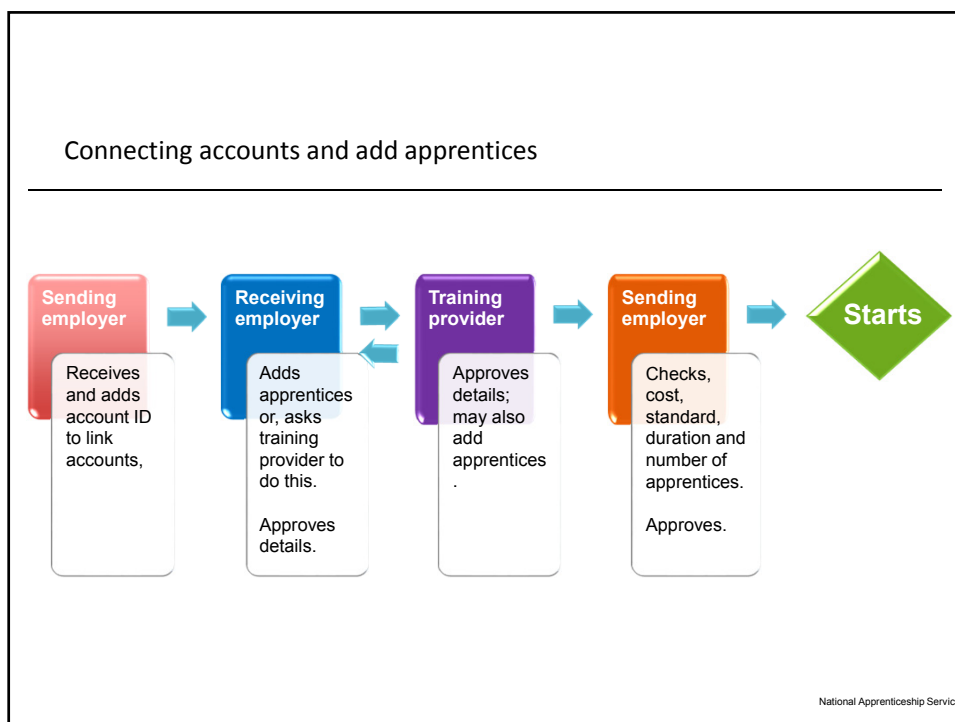 Connecting accounts and add apprentices
Sending
employer
Receives
and adds
account ID
to link
accounts,
Receiving
employer
Adds
apprentices
or, asks
training
provider to
do this.
Approves
details.
Training
provider
Approves
details;
may also
add
apprentices
.
Sending
employer
Checks,
cost,
standard,
duration and
number of
apprentices.
Approves.
Starts
National Apprenticeship Servic